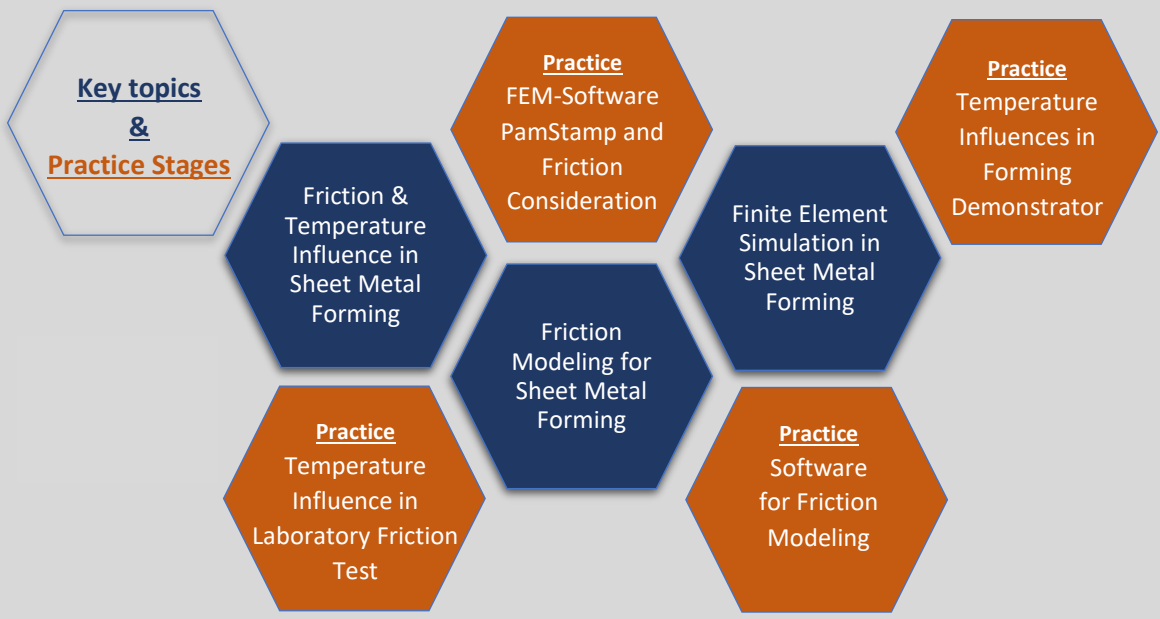 Key topics
&
Practice Stages
Friction &
Temperature
Influence in
Sheet Metal
Forming
Practice
FEM-Software
PamStamp and
Friction
Consideration
Friction
Modeling for
Sheet Metal
Forming
Finite Element
Simulation in
Sheet Metal
Forming
Practice
Temperature
Influences in
Forming
Demonstrator
Practice
Temperature
Influence in
Laboratory Friction
Test
Practice
Software
for Friction
Modeling